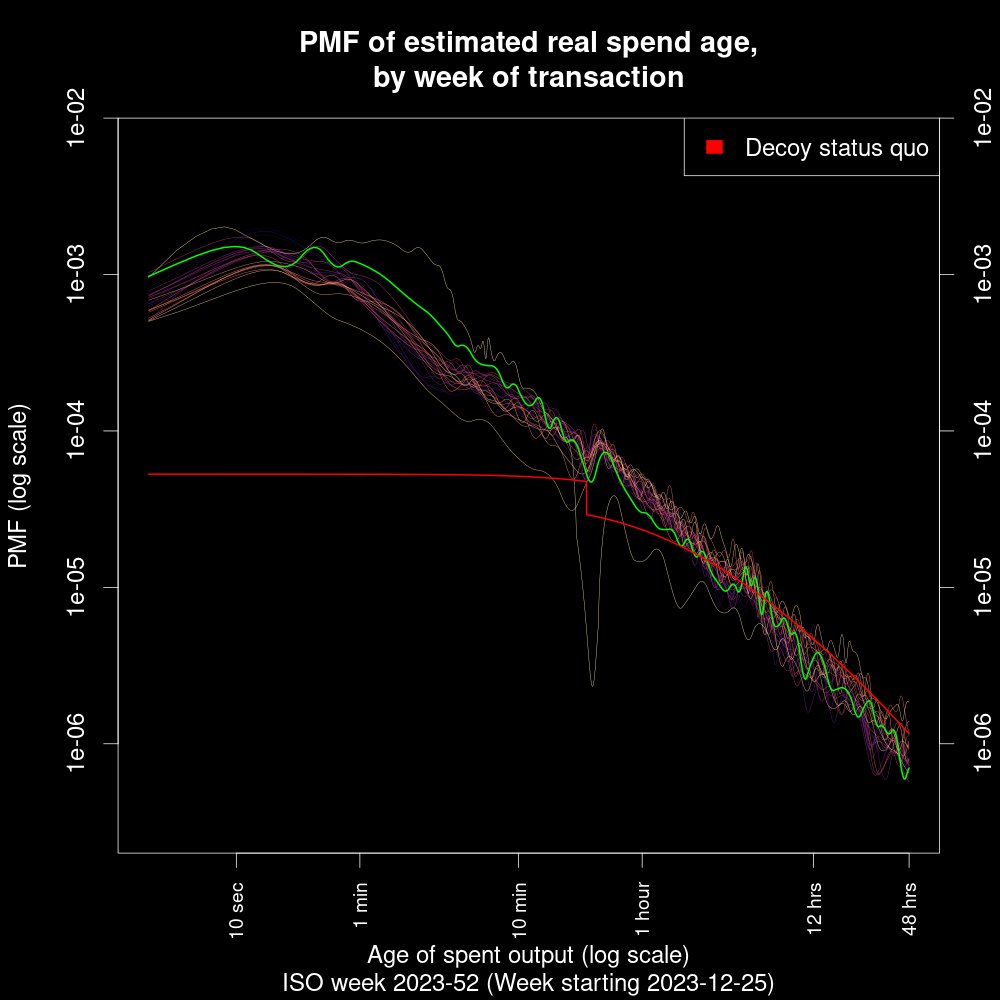 PMF of estimated real spend age,
by week of transaction
Decoy status quo
PMF (log scale)
1e-02
1e-03
1e-04
1e-05
1e-06
1e-02
1e-03
1e-04
1e-05
1e-06
10 sec
1 min
10 min
1 hour
12 hrs
48 hrs
Age of spent output (log scale)
ISO week 2023-52 (Week starting 2023-12-25)